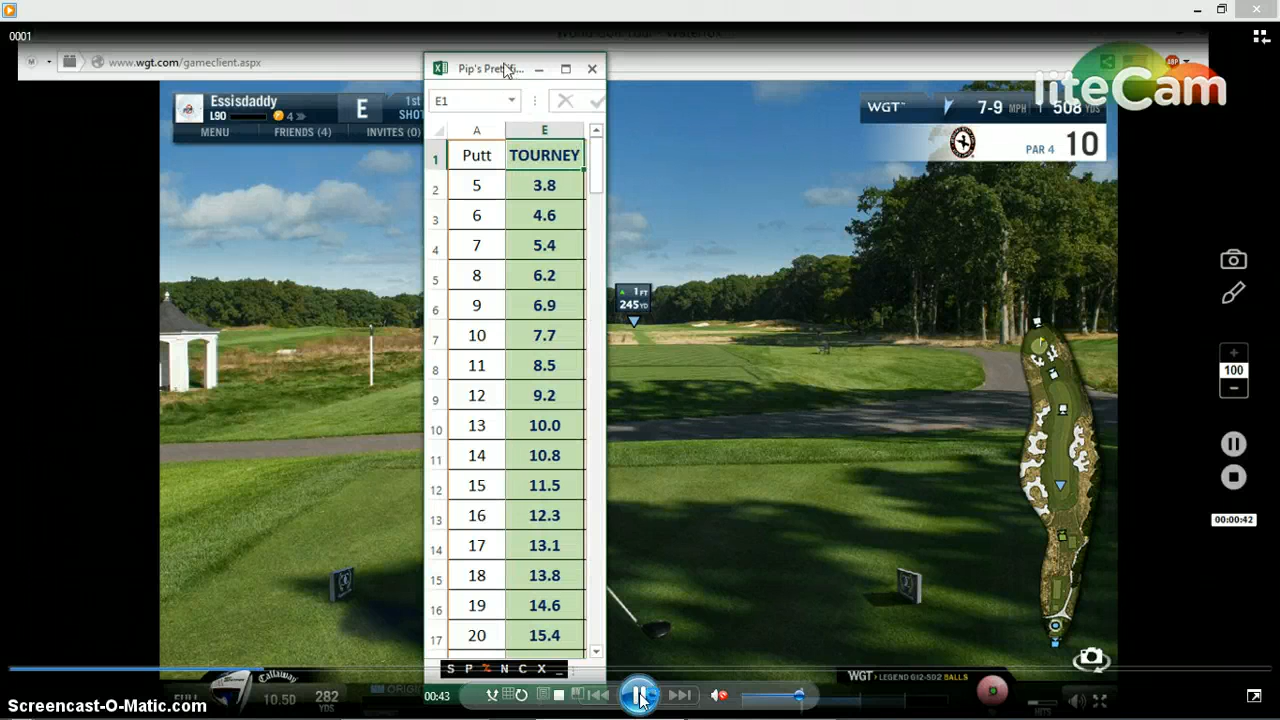 0001
www.wgt.com/gameclient.aspx
Essisdaddy
L90
4
E
1st
SHOT
MENU
FRIENDS (4)
INVITES (0)
Pip's Pret
E1
A E
1 Putt TOURNEY
2 5 3.8
3 6 4.6
4 7 5.4
5 8 6.2
6 9 6.9
7 10 7.7
8 11 8.5
9 12 9.2
10 13 10.0
11 14 10.8
12 15 11.5
13 16 12.3
14 17 13.1
15 18 13.8
16 19 14.6
17 20 15.4
S P % N C X _
liteCam
ABP
WGT
7-9 MPH
508 YDS
PAR 4 10
1 FT
245 YD
100
00:00:42
Callaway
10.50
282
YDS
WGT LEGEND GI2-SD2 BALLS
00:43
Screencast-O-Matic.com